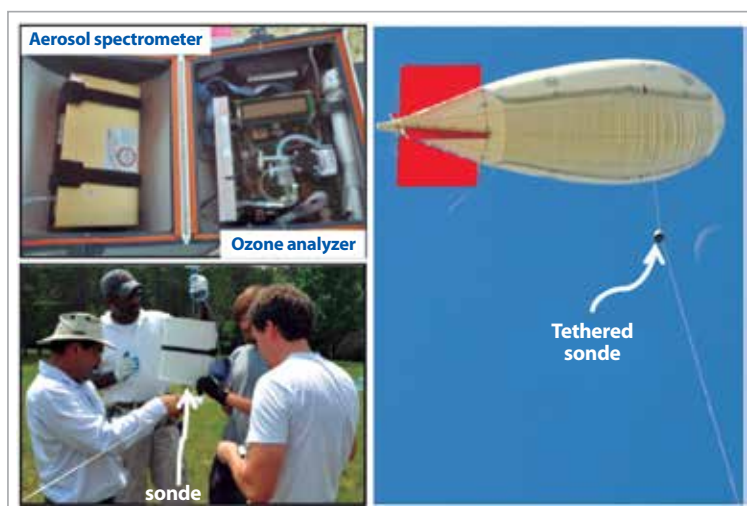 Aerosol spectrometer
Ozone analyzer
sonde
Tethered
sonde